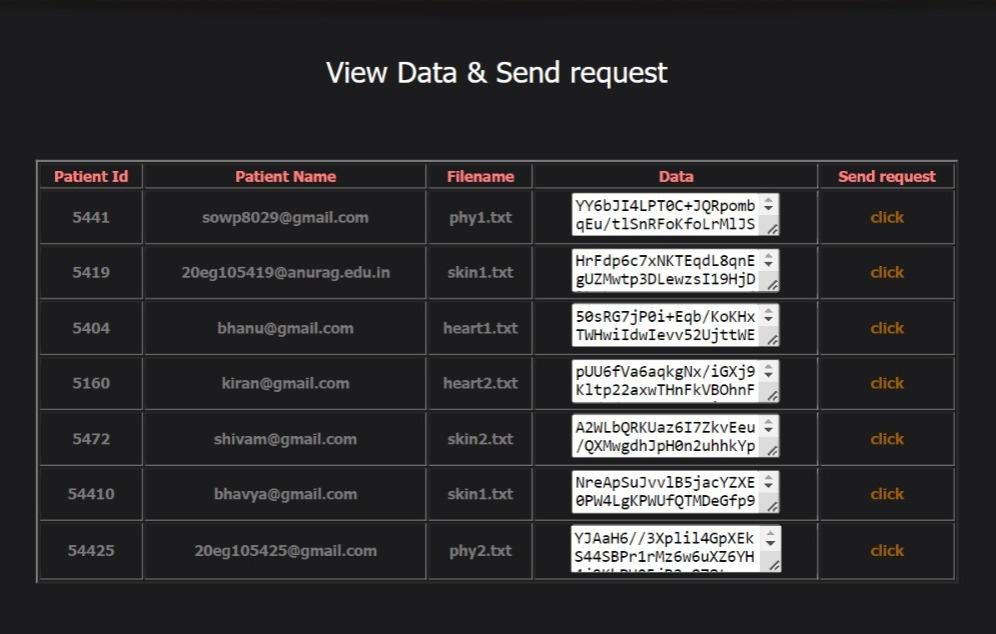 View Data & Send request
Patient Id Patient Name Filename Data Send request
5441 sowp8029@gmail.com phy1.txt YY6bJI4LPT0C+JQRpomb click
qEu/tlSnRFoKfoLrMlJS
5419 20eg105419@anurag.edu.in skin1.txt HrFdp6c7xNKTEqdL8qnE click
gUZMwtp3DLewzsI19HjD
5404 bhanu@gmail.com heart1.txt 50sRG7jP0i+Eqb/KoKHx click
TWHwiIdwIevv52UjttWE
5160 kiran@gmail.com heart2.txt pUU6fVa6aqkgNx/iGXj9 click
Kltp22axwTHnFkVBOhnF
5472 shivam@gmail.com skin2.txt A2WLbQRKUaz6I7ZkvEeu click
/QXMwgdhJpH0n2uhhkYp
54410 bhavya@gmail.com skin1.txt NreApSuJvvlB5jacYZXE click
0PW4LgKPWUfQTMDeGfp9
54425 20eg105425@gmail.com phy2.txt YJAaH6//3Xplil4GpXEk click
S44SBPr1rMz6w6uXZ6YH